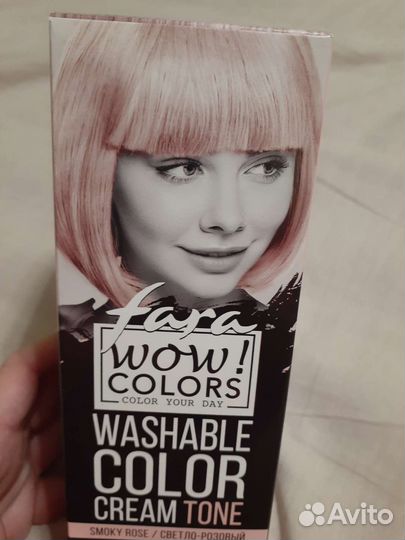 fara
WOW!
COLORS
COLOR YOUR DAY
WASHABLE
COLOR
CREAM TONE
SMOKY ROSE / СВЕТЛО-РОЗОВЫЙ
Avito